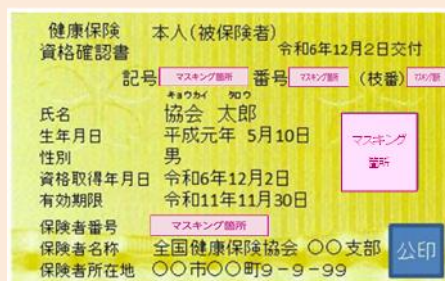 健康保険 本人(被保険者)
資格確認書 令和6年12月2日交付
記号 マスキング箇所 番号 マスキング箇所 (枝番) マスキング箇所
キョウカイ タロウ
氏名 協会 太郎
生年月日 平成元年 5月10日
マスキング
箇所
性別 男
資格取得年月日 令和6年12月2日
有効期限 令和11年11月30日
保険者番号 マスキング箇所
保険者名称 全国健康保険協会 〇〇支部
公印
保険者所在地 〇〇市〇〇町9-9-99